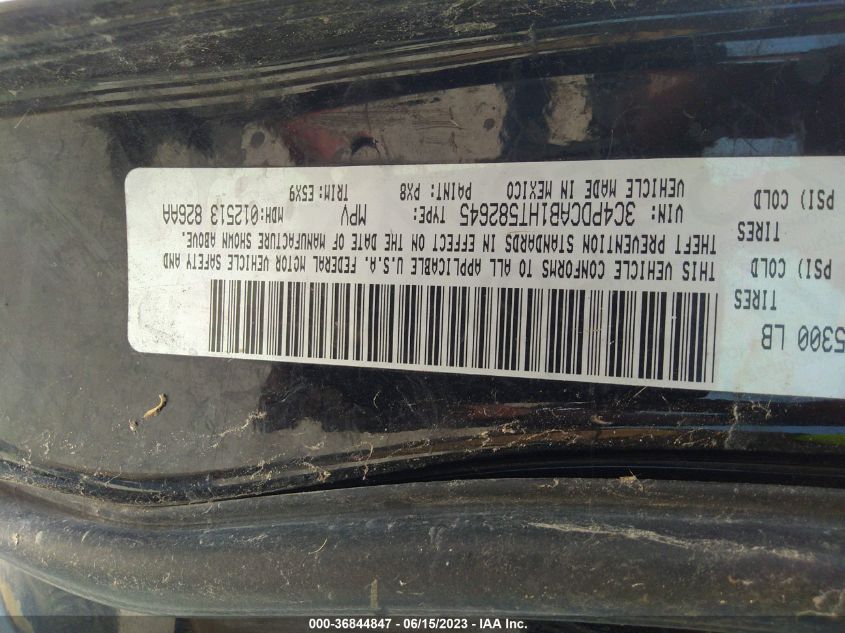 5300 LB
TIRES
PSI) COLD
TIRES
PSI) COLD
THIS VEHICLE CONFORMS TO ALL APPLICABLE U.S.A. FEDERAL MOTOR VEHICLE SAFETY AND
THEFT PREVENTION STANDARDS IN EFFECT ON THE DATE OF MANUFACTURE SHOWN ABOVE.
VIN: 3C4PDCAB1HT582645 TYPE: MPV MDH:012513 826AA
VEHICLE MADE IN MEXICO PAINT: PX8 TRIM:E5X9
000-36844847 - 06/15/2023 - IAA Inc.